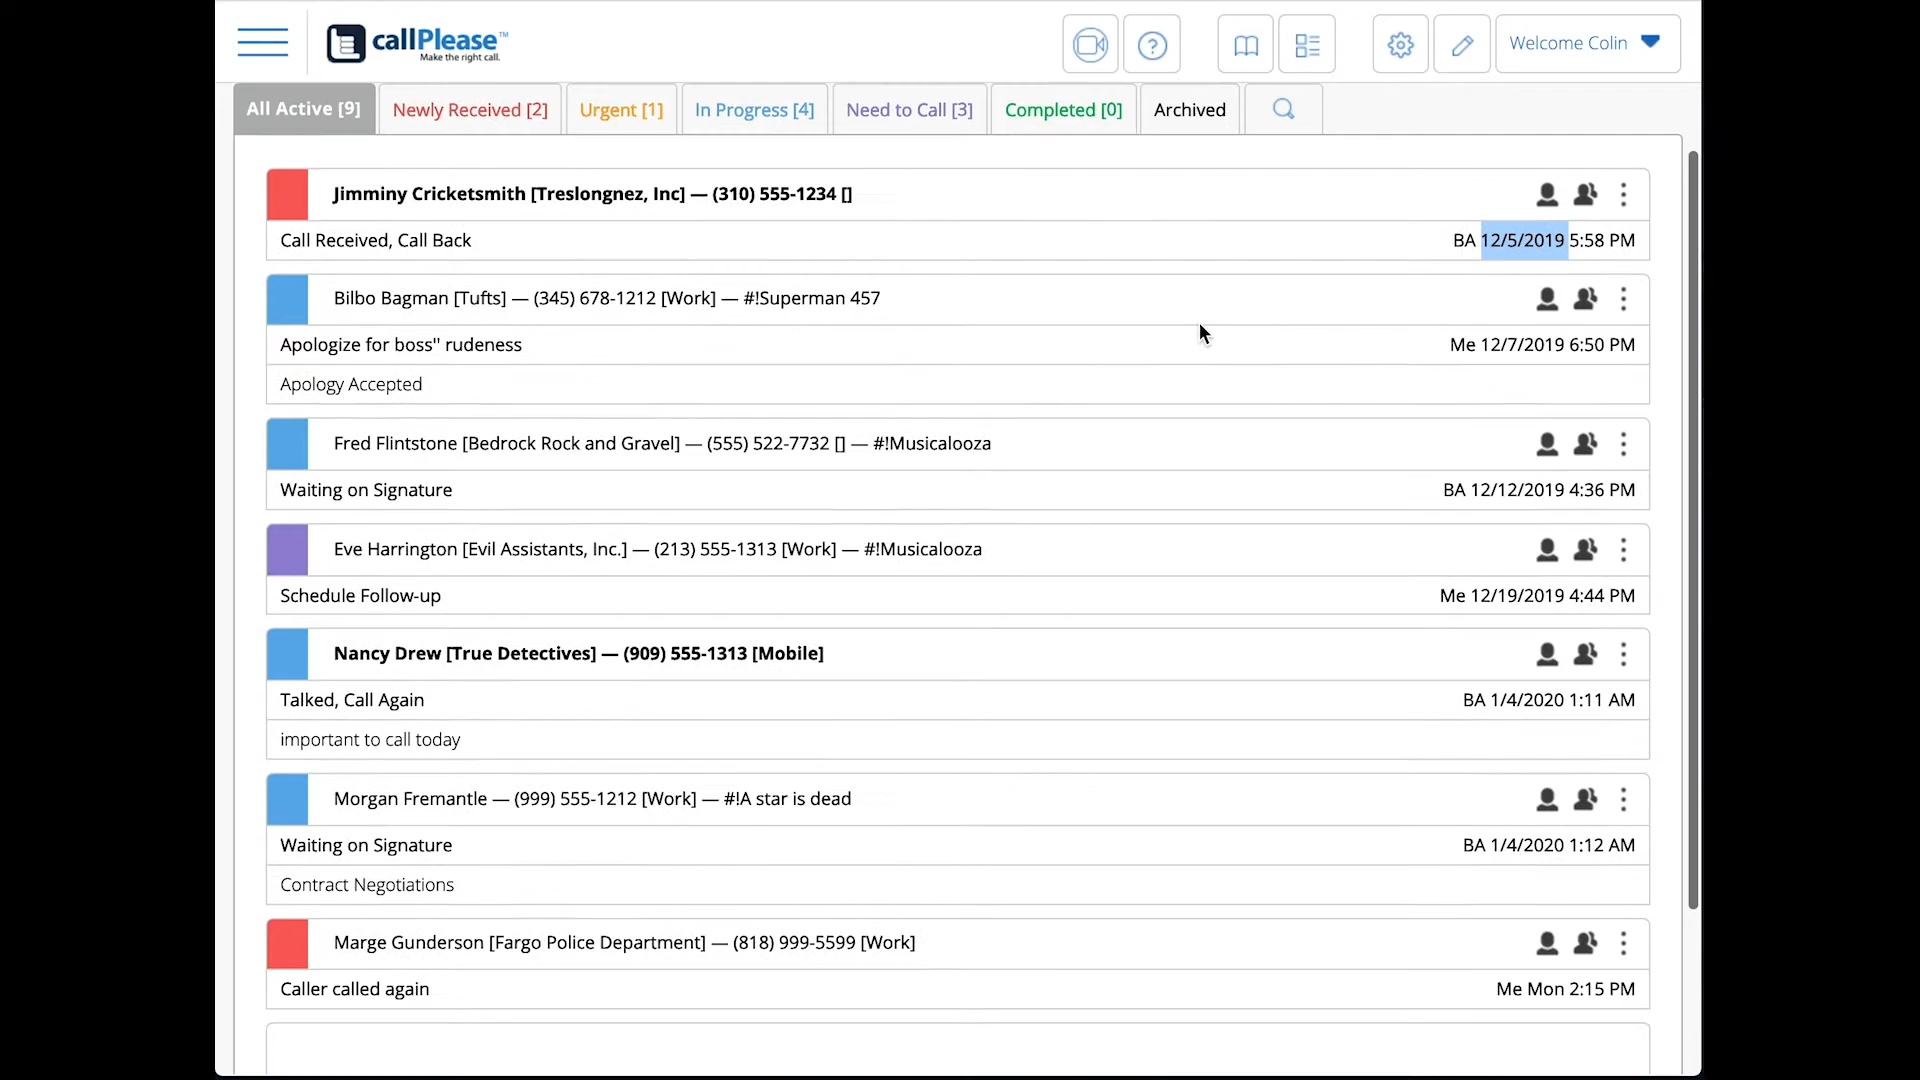 callPlease™
Make the right call.
Welcome Colin
All Active [9] Newly Received [2] Urgent [1] In Progress [4] Need to Call [3] Completed [0] Archived
Jimminy Cricketsmith [Treslongnez, Inc] — (310) 555-1234 []
Call Received, Call Back BA 12/5/2019 5:58 PM
Bilbo Bagman [Tufts] — (345) 678-1212 [Work] — #!Superman 457
Apologize for boss" rudeness Me 12/7/2019 6:50 PM
Apology Accepted
Fred Flintstone [Bedrock Rock and Gravel] — (555) 522-7732 [] — #!Musicalooza
Waiting on Signature BA 12/12/2019 4:36 PM
Eve Harrington [Evil Assistants, Inc.] — (213) 555-1313 [Work] — #!Musicalooza
Schedule Follow-up Me 12/19/2019 4:44 PM
Nancy Drew [True Detectives] — (909) 555-1313 [Mobile]
Talked, Call Again BA 1/4/2020 1:11 AM
important to call today
Morgan Fremantle — (999) 555-1212 [Work] — #!A star is dead
Waiting on Signature BA 1/4/2020 1:12 AM
Contract Negotiations
Marge Gunderson [Fargo Police Department] — (818) 999-5599 [Work]
Caller called again Me Mon 2:15 PM